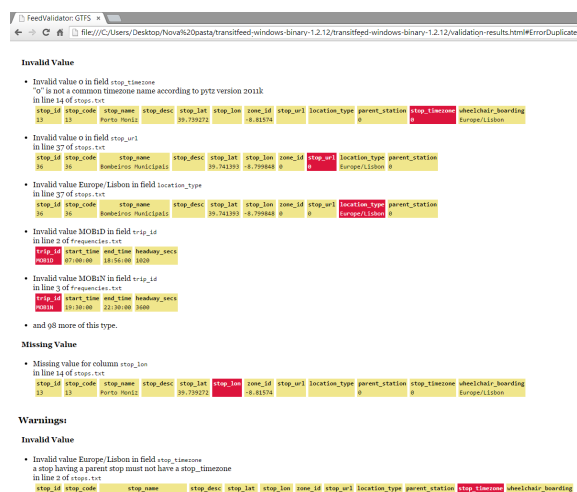 FeedValidator: GTFS ×
file:///C:/Users/Desktop/Nova%20pasta/transitfeed-windows-binary-1.2.12/transitfeed-windows-binary-1.2.12/validation-results.html#ErrorDuplicate
Invalid Value
• Invalid value 0 in field stop_timezone
"0" is not a common timezone name according to pytz version 2011k
in line 14 of stops.txt
stop_id stop_code stop_name stop_desc stop_lat stop_lon zone_id stop_url location_type parent_station stop_timezone wheelchair_boarding
13 13 Porto Moniz 39.739272 -8.81574 0 0 Europe/Lisbon
• Invalid value 0 in field stop_url
in line 37 of stops.txt
stop_id stop_code stop_name stop_desc stop_lat stop_lon zone_id stop_url location_type parent_station
36 36 Bombeiros Municipais 39.741393 -8.799848 0 0 Europe/Lisbon 0
• Invalid value Europe/Lisbon in field location_type
in line 37 of stops.txt
stop_id stop_code stop_name stop_desc stop_lat stop_lon zone_id stop_url location_type parent_station
36 36 Bombeiros Municipais 39.741393 -8.799848 0 0 Europe/Lisbon 0
• Invalid value MOB1D in field trip_id
in line 2 of frequencies.txt
trip_id start_time end_time headway_secs
MOB1D 07:00:00 18:56:00 1020
• Invalid value MOB1N in field trip_id
in line 3 of frequencies.txt
trip_id start_time end_time headway_secs
MOB1N 19:30:00 22:30:00 3600
• and 98 more of this type.
Missing Value
• Missing value for column stop_lon
in line 14 of stops.txt
stop_id stop_code stop_name stop_desc stop_lat stop_lon zone_id stop_url location_type parent_station stop_timezone wheelchair_boarding
13 13 Porto Moniz 39.739272 -8.81574 0 0 Europe/Lisbon
Warnings:
Invalid Value
• Invalid value Europe/Lisbon in field stop_timezone
a stop having a parent stop must not have a stop_timezone
in line 2 of stops.txt
stop_id stop_code stop_name stop_desc stop_lat stop_lon zone_id stop_url location_type parent_station stop_timezone wheelchair_boarding